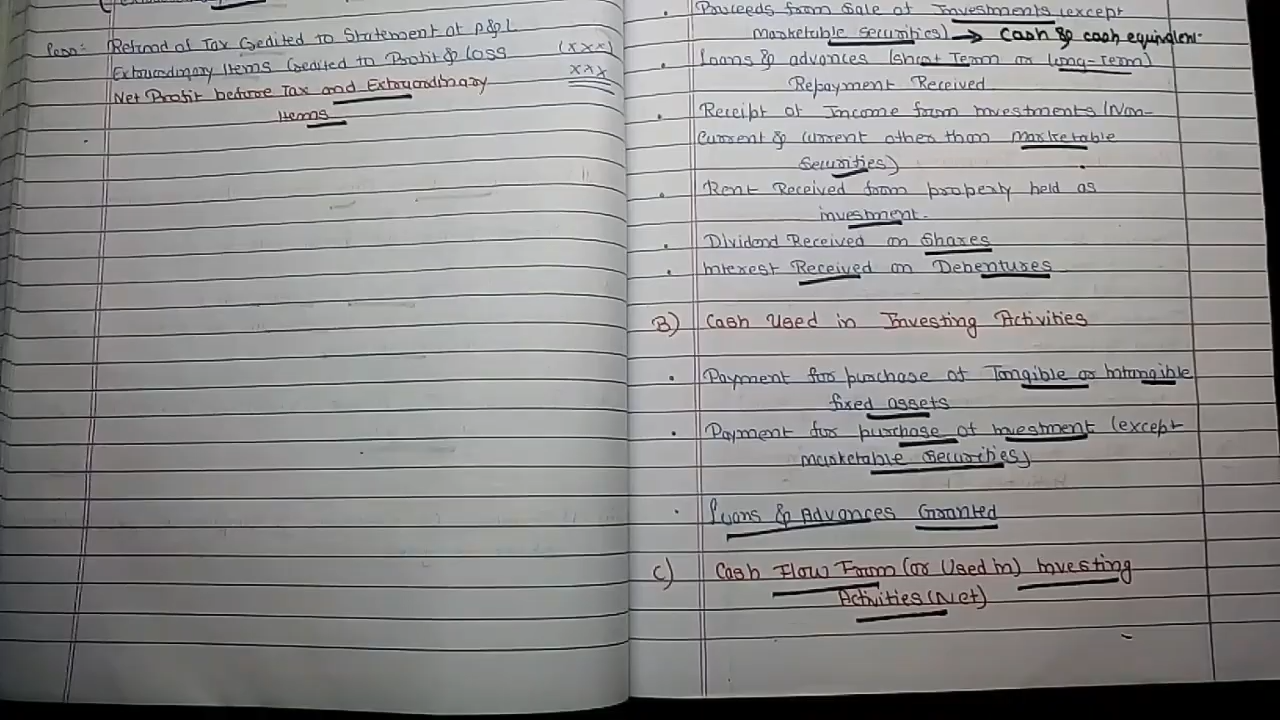 Less: Refund of Tax Credited to Statement of P&L
Extraordinary Items Credited to Profit & Loss (xxx)
Net Profit before Tax and Extraordinary xxx
Items
Proceeds from Sale of Investments (except
marketable securities) → Cash & cash equivalent.
Loans & advances (Short Term or Long-Term)
Repayment Received
Receipt of Income from Investments (Non-
Current & Current other than Marketable
Securities)
Rent Received from property held as
investment.
Dividend Received on Shares
Interest Received on Debentures
B) Cash Used in Investing Activities
Payment for purchase of Tangible or Intangible
fixed assets
Payment for purchase of Investment (except
marketable securities)
Loans & Advances Granted
C) Cash Flow From (or Used in) Investing
Activities (Net)